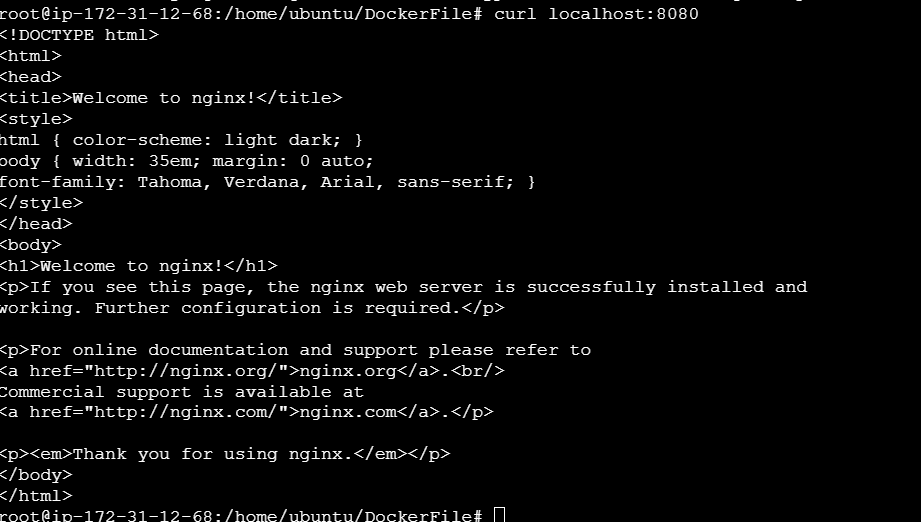 root@ip-172-31-12-68:/home/ubuntu/DockerFile# curl localhost:8080
<!DOCTYPE html>
<html>
<head>
<title>Welcome to nginx!</title>
<style>
html { color-scheme: light dark; }
body { width: 35em; margin: 0 auto;
font-family: Tahoma, Verdana, Arial, sans-serif; }
</style>
</head>
<body>
<h1>Welcome to nginx!</h1>
<p>If you see this page, the nginx web server is successfully installed and
working. Further configuration is required.</p>

<p>For online documentation and support please refer to
<a href="http://nginx.org/">nginx.org</a>.<br/>
Commercial support is available at
<a href="http://nginx.com/">nginx.com</a>.</p>

<p><em>Thank you for using nginx.</em></p>
</body>
</html>
root@ip-172-31-12-68:/home/ubuntu/DockerFile#